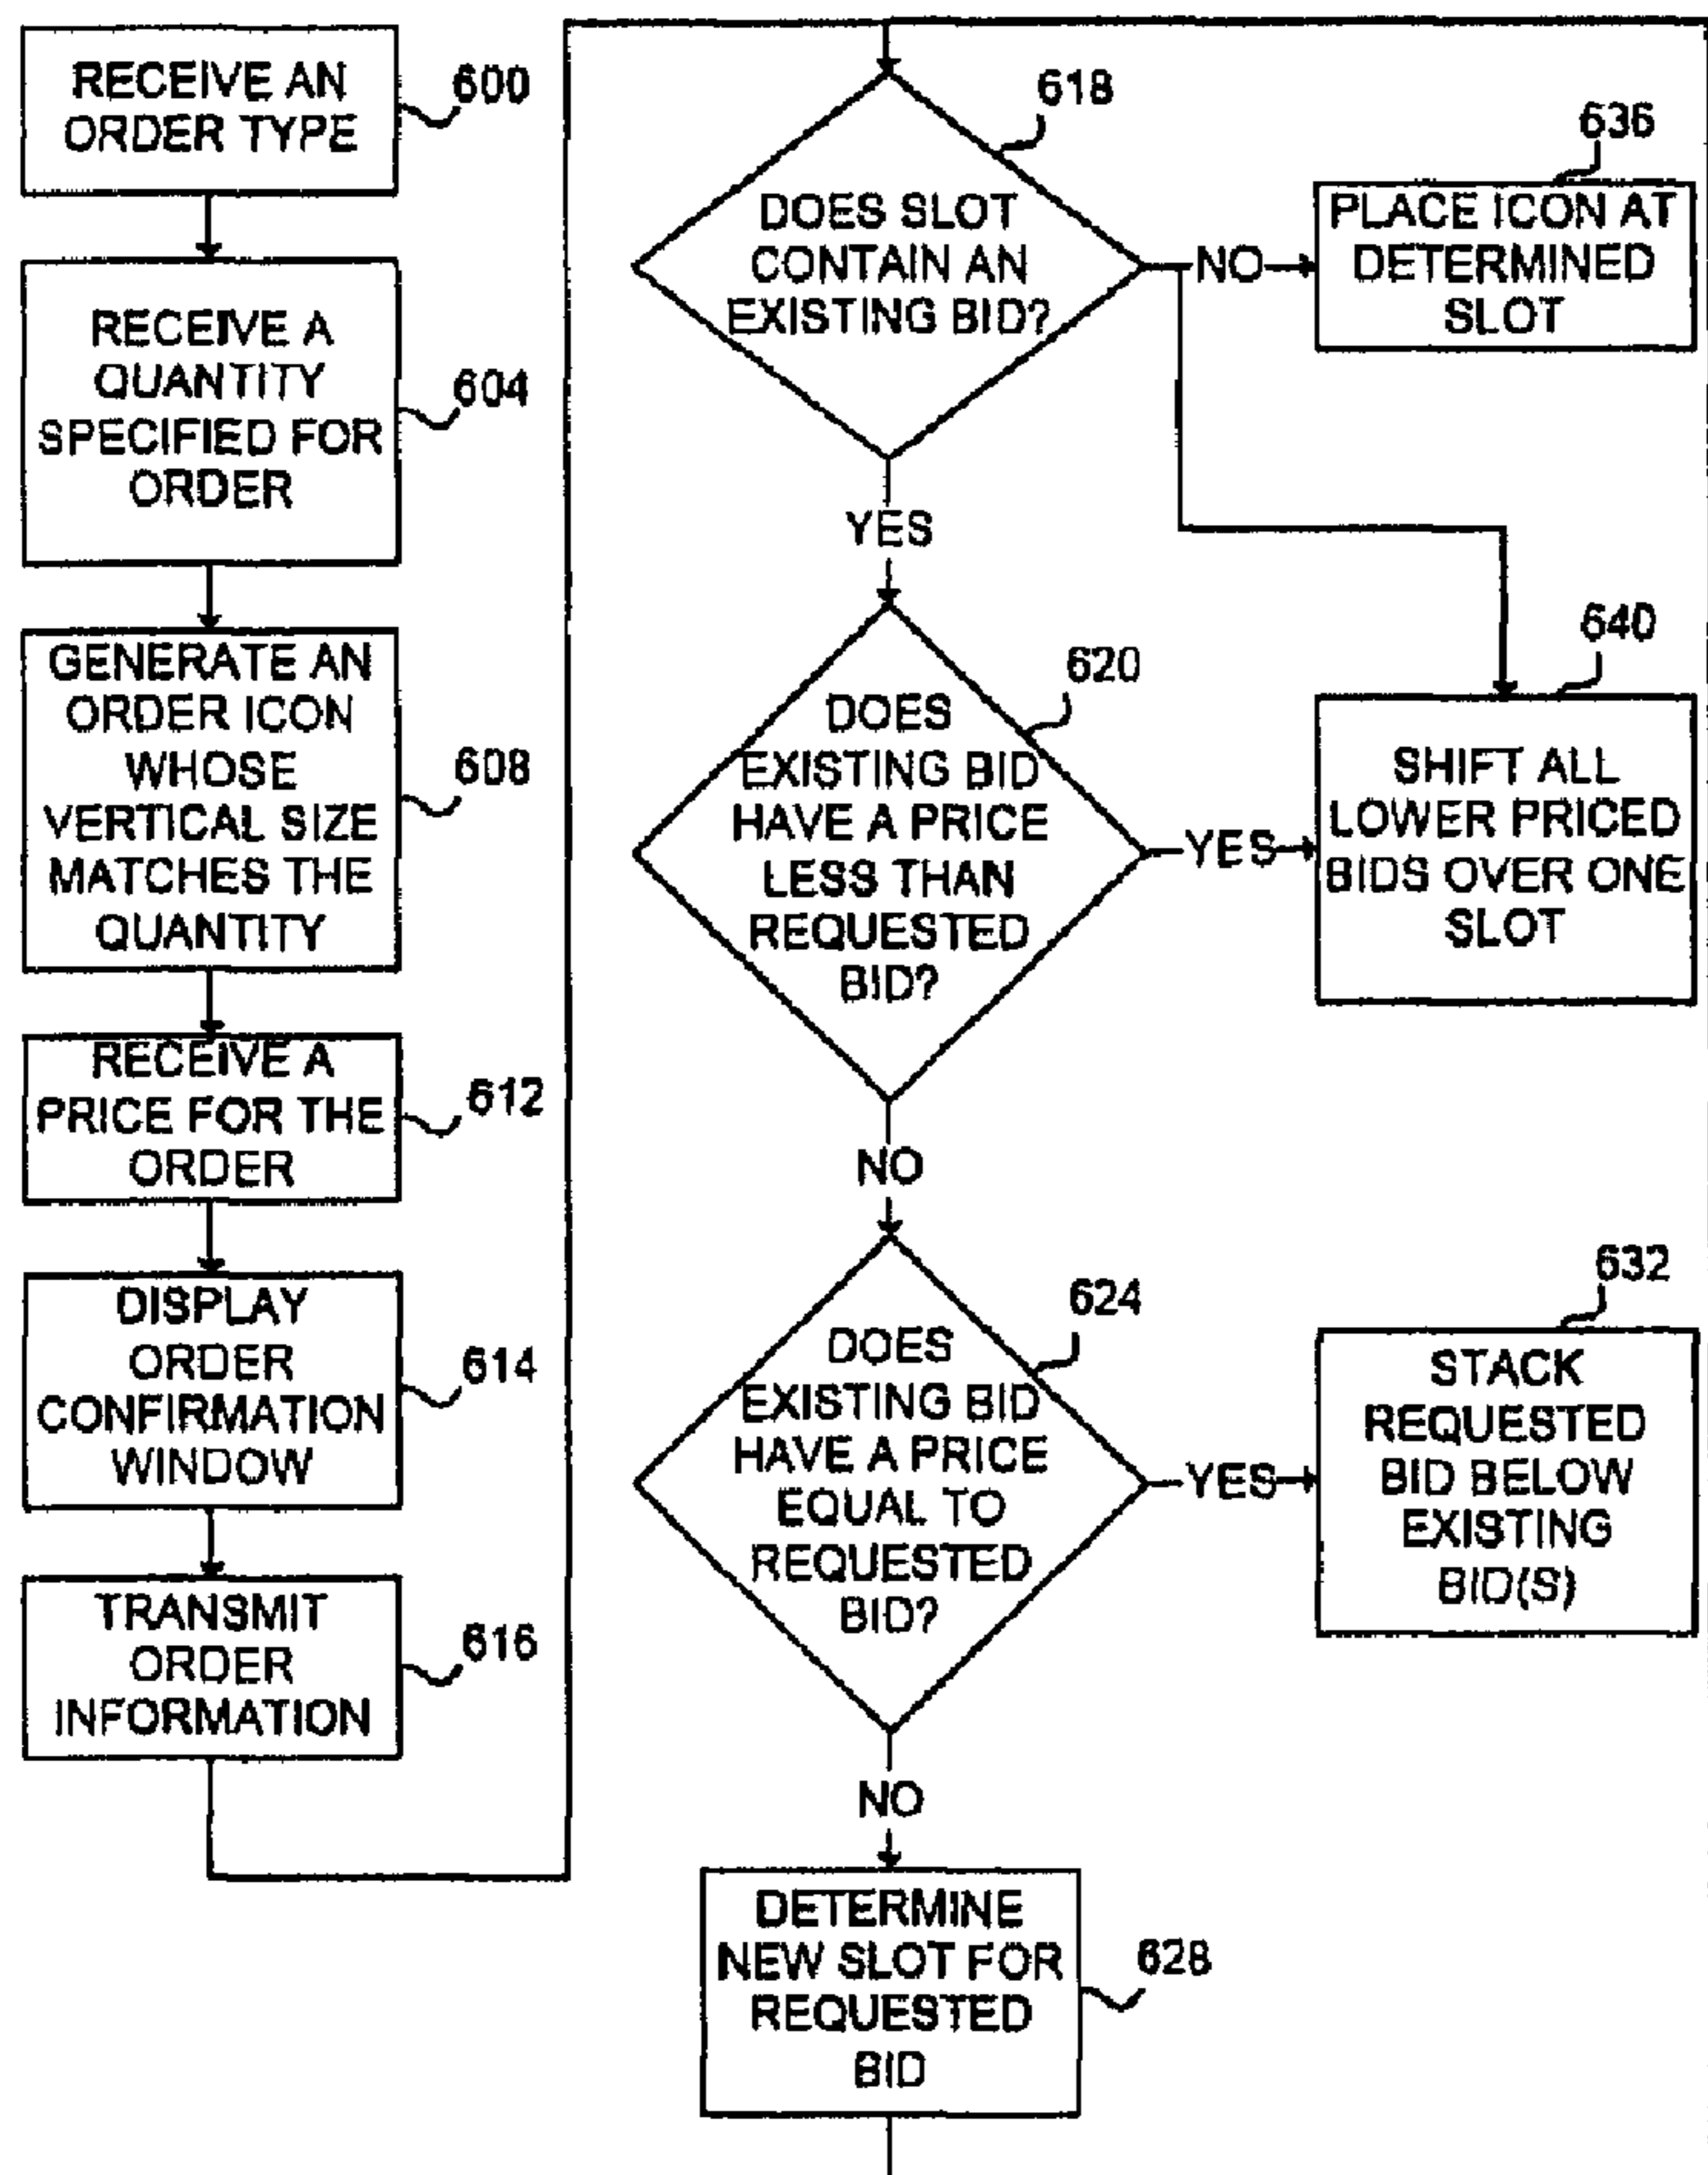 RECEIVE AN
ORDER TYPE
600
RECEIVE A
QUANTITY
SPECIFIED FOR
ORDER
604
GENERATE AN
ORDER ICON
WHOSE
VERTICAL SIZE
MATCHES THE
QUANTITY
608
RECEIVE A
PRICE FOR THE
ORDER
612
DISPLAY
ORDER
CONFIRMATION
WINDOW
614
TRANSMIT
ORDER
INFORMATION
616
DOES SLOT
CONTAIN AN
EXISTING BID?
618
NO
PLACE ICON AT
DETERMINED
SLOT
636
YES
DOES
EXISTING BID
HAVE A PRICE
LESS THAN
REQUESTED
BID?
620
YES
SHIFT ALL
LOWER PRICED
BIDS OVER ONE
SLOT
640
NO
DOES
EXISTING BID
HAVE A PRICE
EQUAL TO
REQUESTED
BID?
624
YES
STACK
REQUESTED
BID BELOW
EXISTING
BID(S)
632
NO
DETERMINE
NEW SLOT FOR
REQUESTED
BID
628